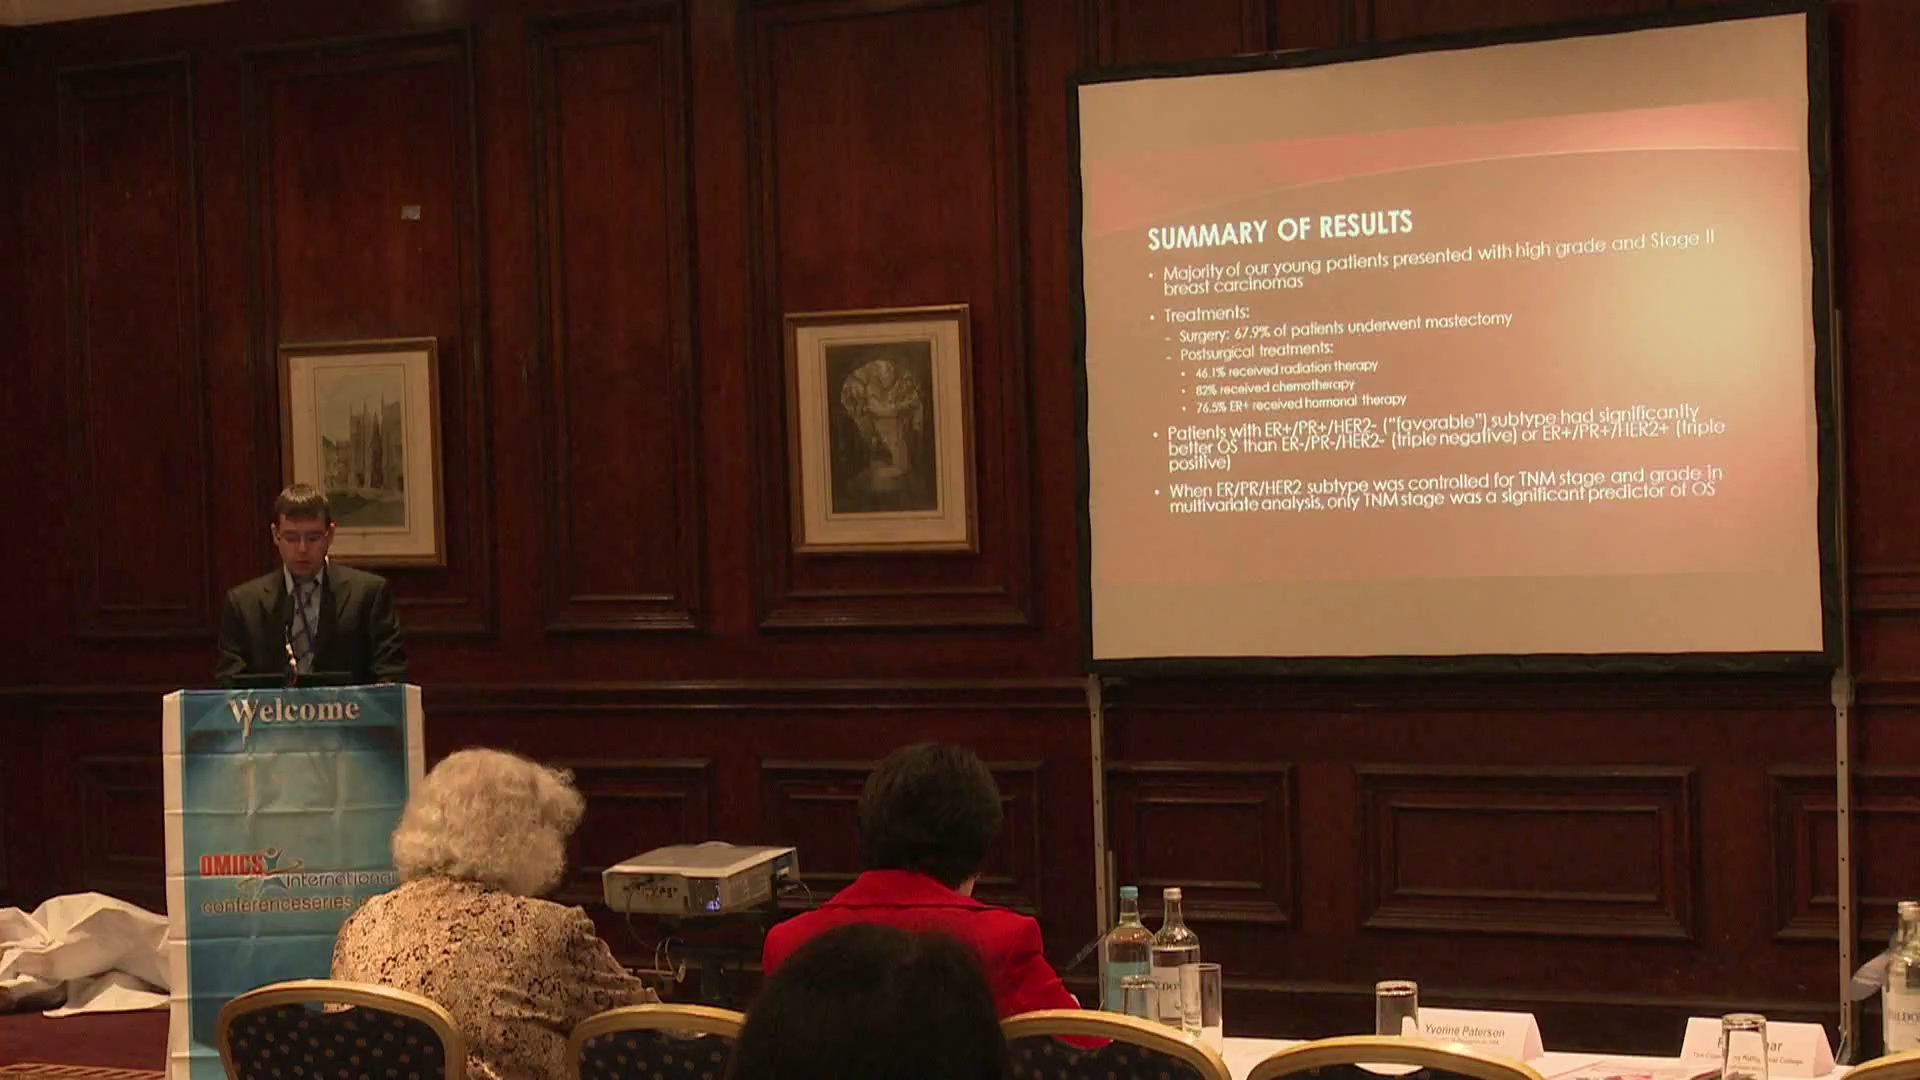 SUMMARY OF RESULTS
• Majority of our young patients presented with high grade and Stage II
breast carcinomas
• Treatments:
– Surgery: 67.9% of patients underwent mastectomy
– Postsurgical treatments:
• 46.1% received radiation therapy
• 82% received chemotherapy
• 76.5% ER+ received hormonal therapy
• Patients with ER+/PR+/HER2- ("favorable") subtype had significantly
better OS than ER-/PR-/HER2- (triple negative) or ER+/PR+/HER2+ (triple
positive)
• When ER/PR/HER2 subtype was controlled for TNM stage and grade in
multivariate analysis, only TNM stage was a significant predictor of OS
Welcome
OMICS
International
conferenceseries.
Yvonne Paterson